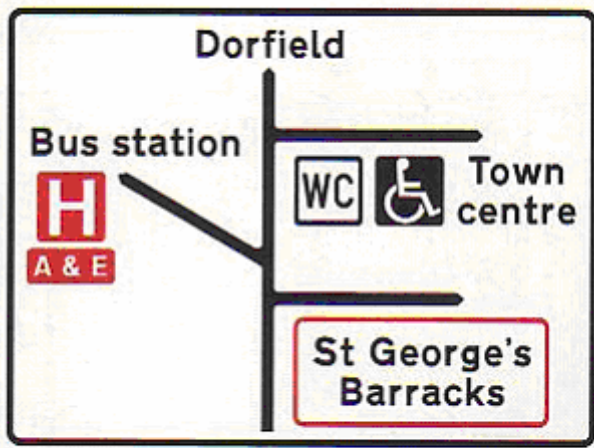 Dorfield
Bus station
H
A & E
WC
Town
centre
St George's
Barracks